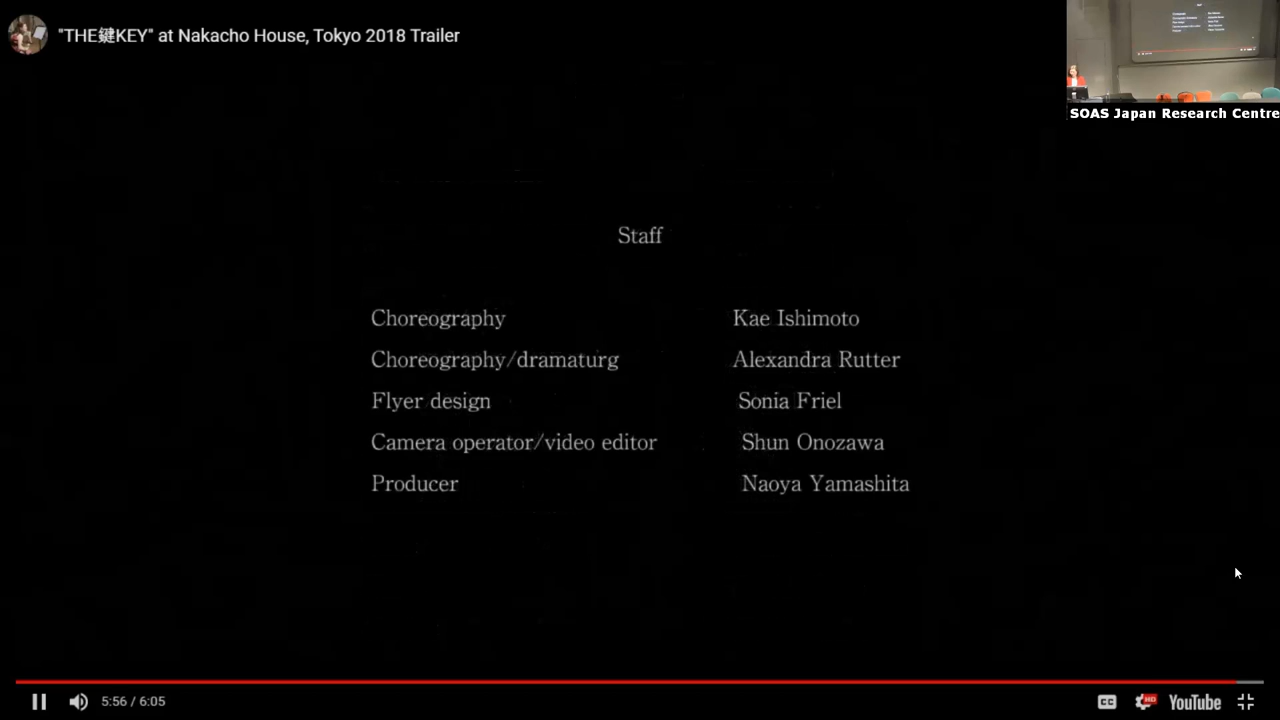 "THE鍵KEY" at Nakacho House, Tokyo 2018 Trailer
SOAS Japan Research Centre
Staff
Choreography Kae Ishimoto
Choreography/dramaturg Alexandra Rutter
Flyer design Sonia Friel
Camera operator/video editor Shun Onozawa
Producer Naoya Yamashita
5:56 / 6:05
CC
HD
YouTube